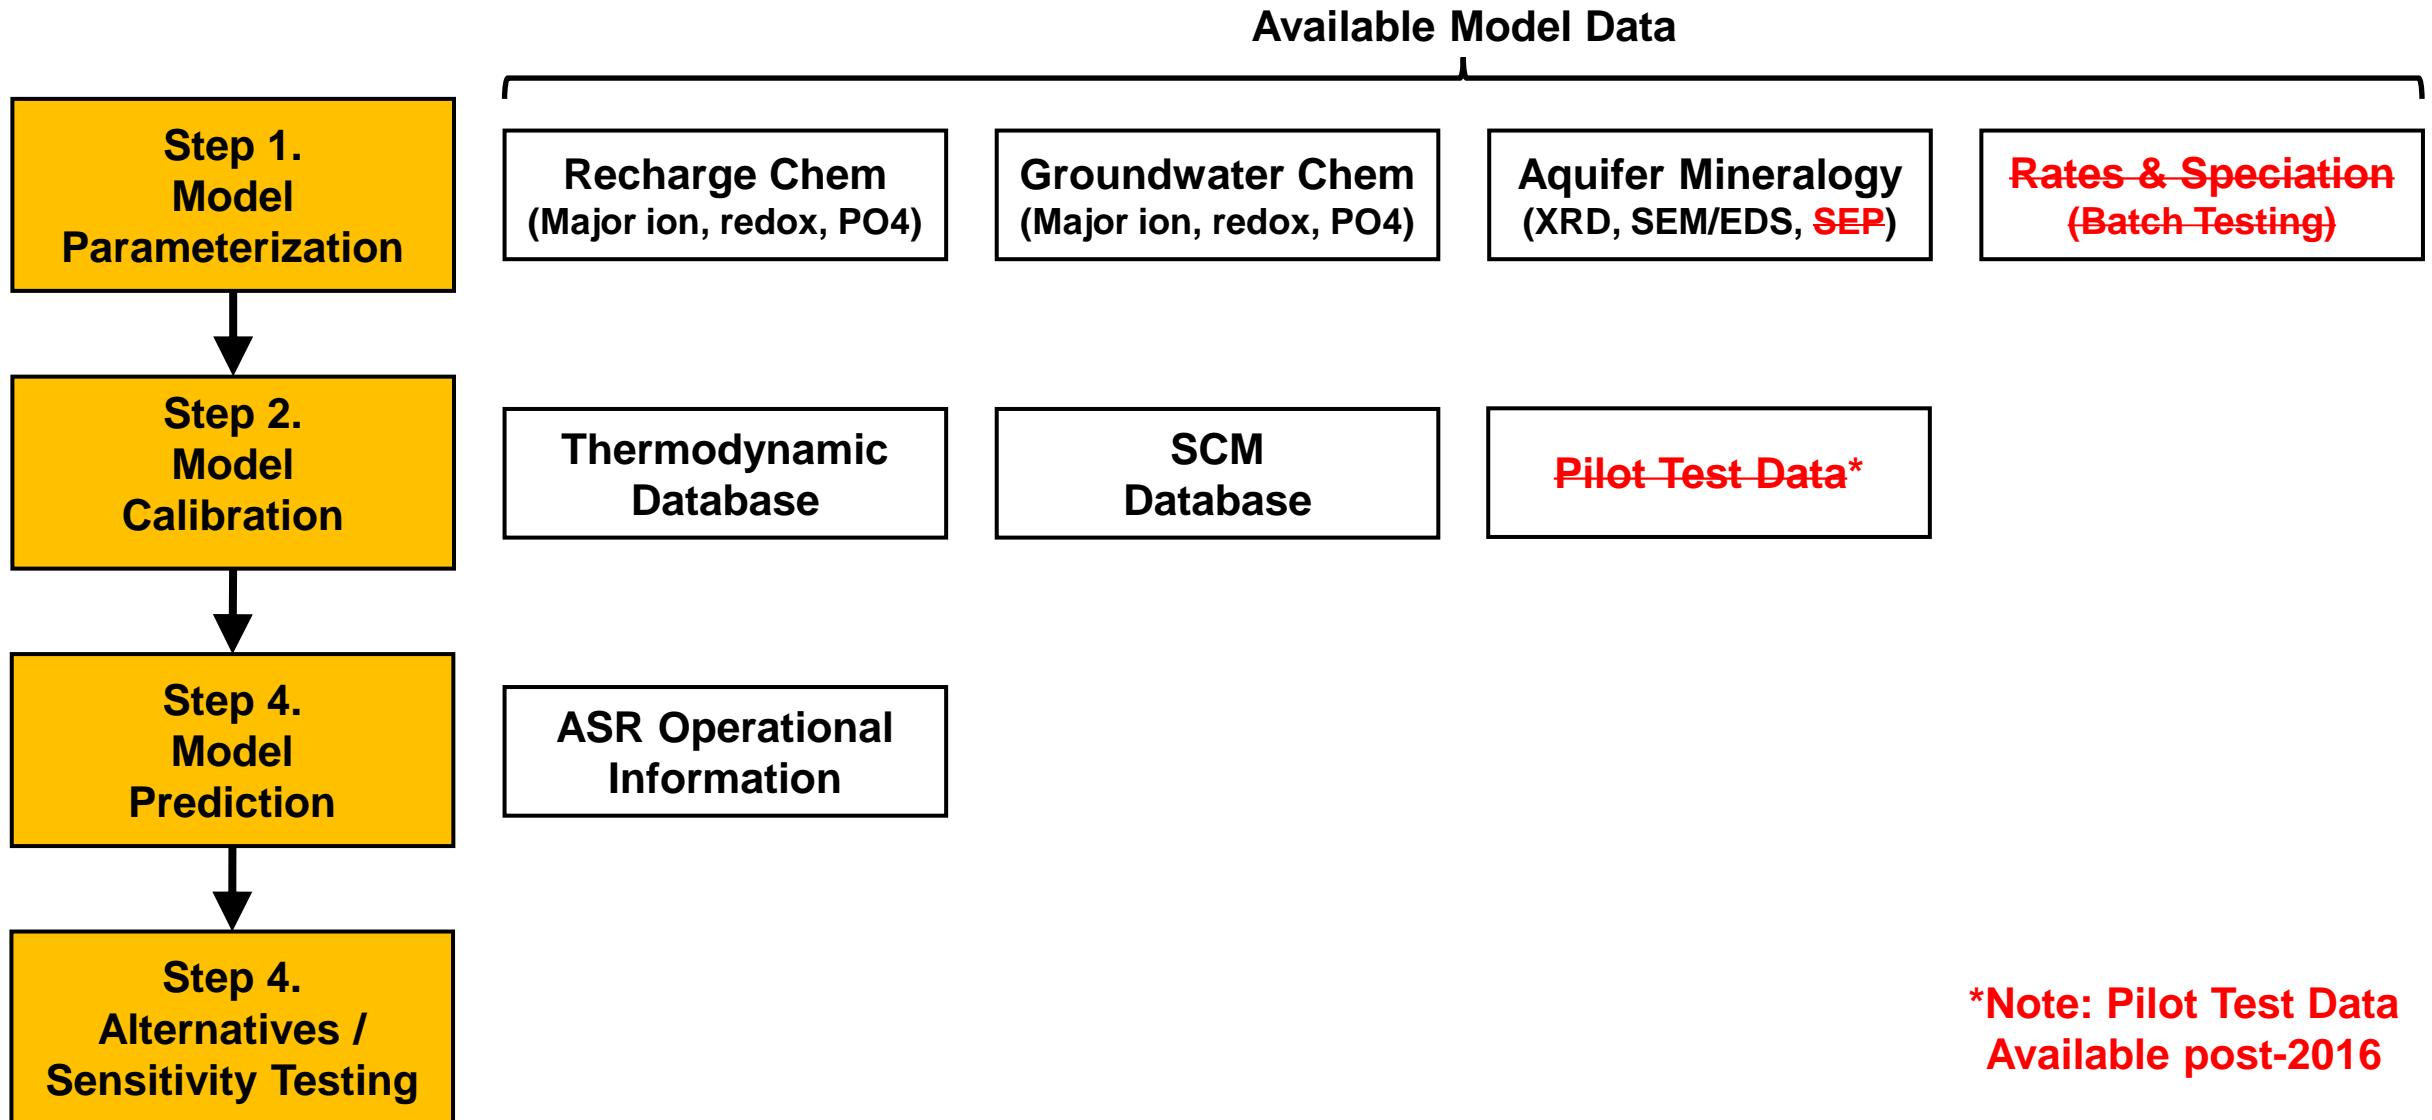 Available Model Data
Step 1.
Model
Parameterization
Recharge Chem
(Major ion, redox, PO4)
Groundwater Chem
(Major ion, redox, PO4)
Aquifer Mineralogy
(XRD, SEM/EDS, SEP)
Rates & Speciation
(Batch Testing)
Step 2.
Model
Calibration
Thermodynamic
Database
SCM
Database
Pilot Test Data*
Step 4.
Model
Prediction
ASR Operational
Information
Step 4.
Alternatives /
Sensitivity Testing
*Note: Pilot Test Data
Available post-2016